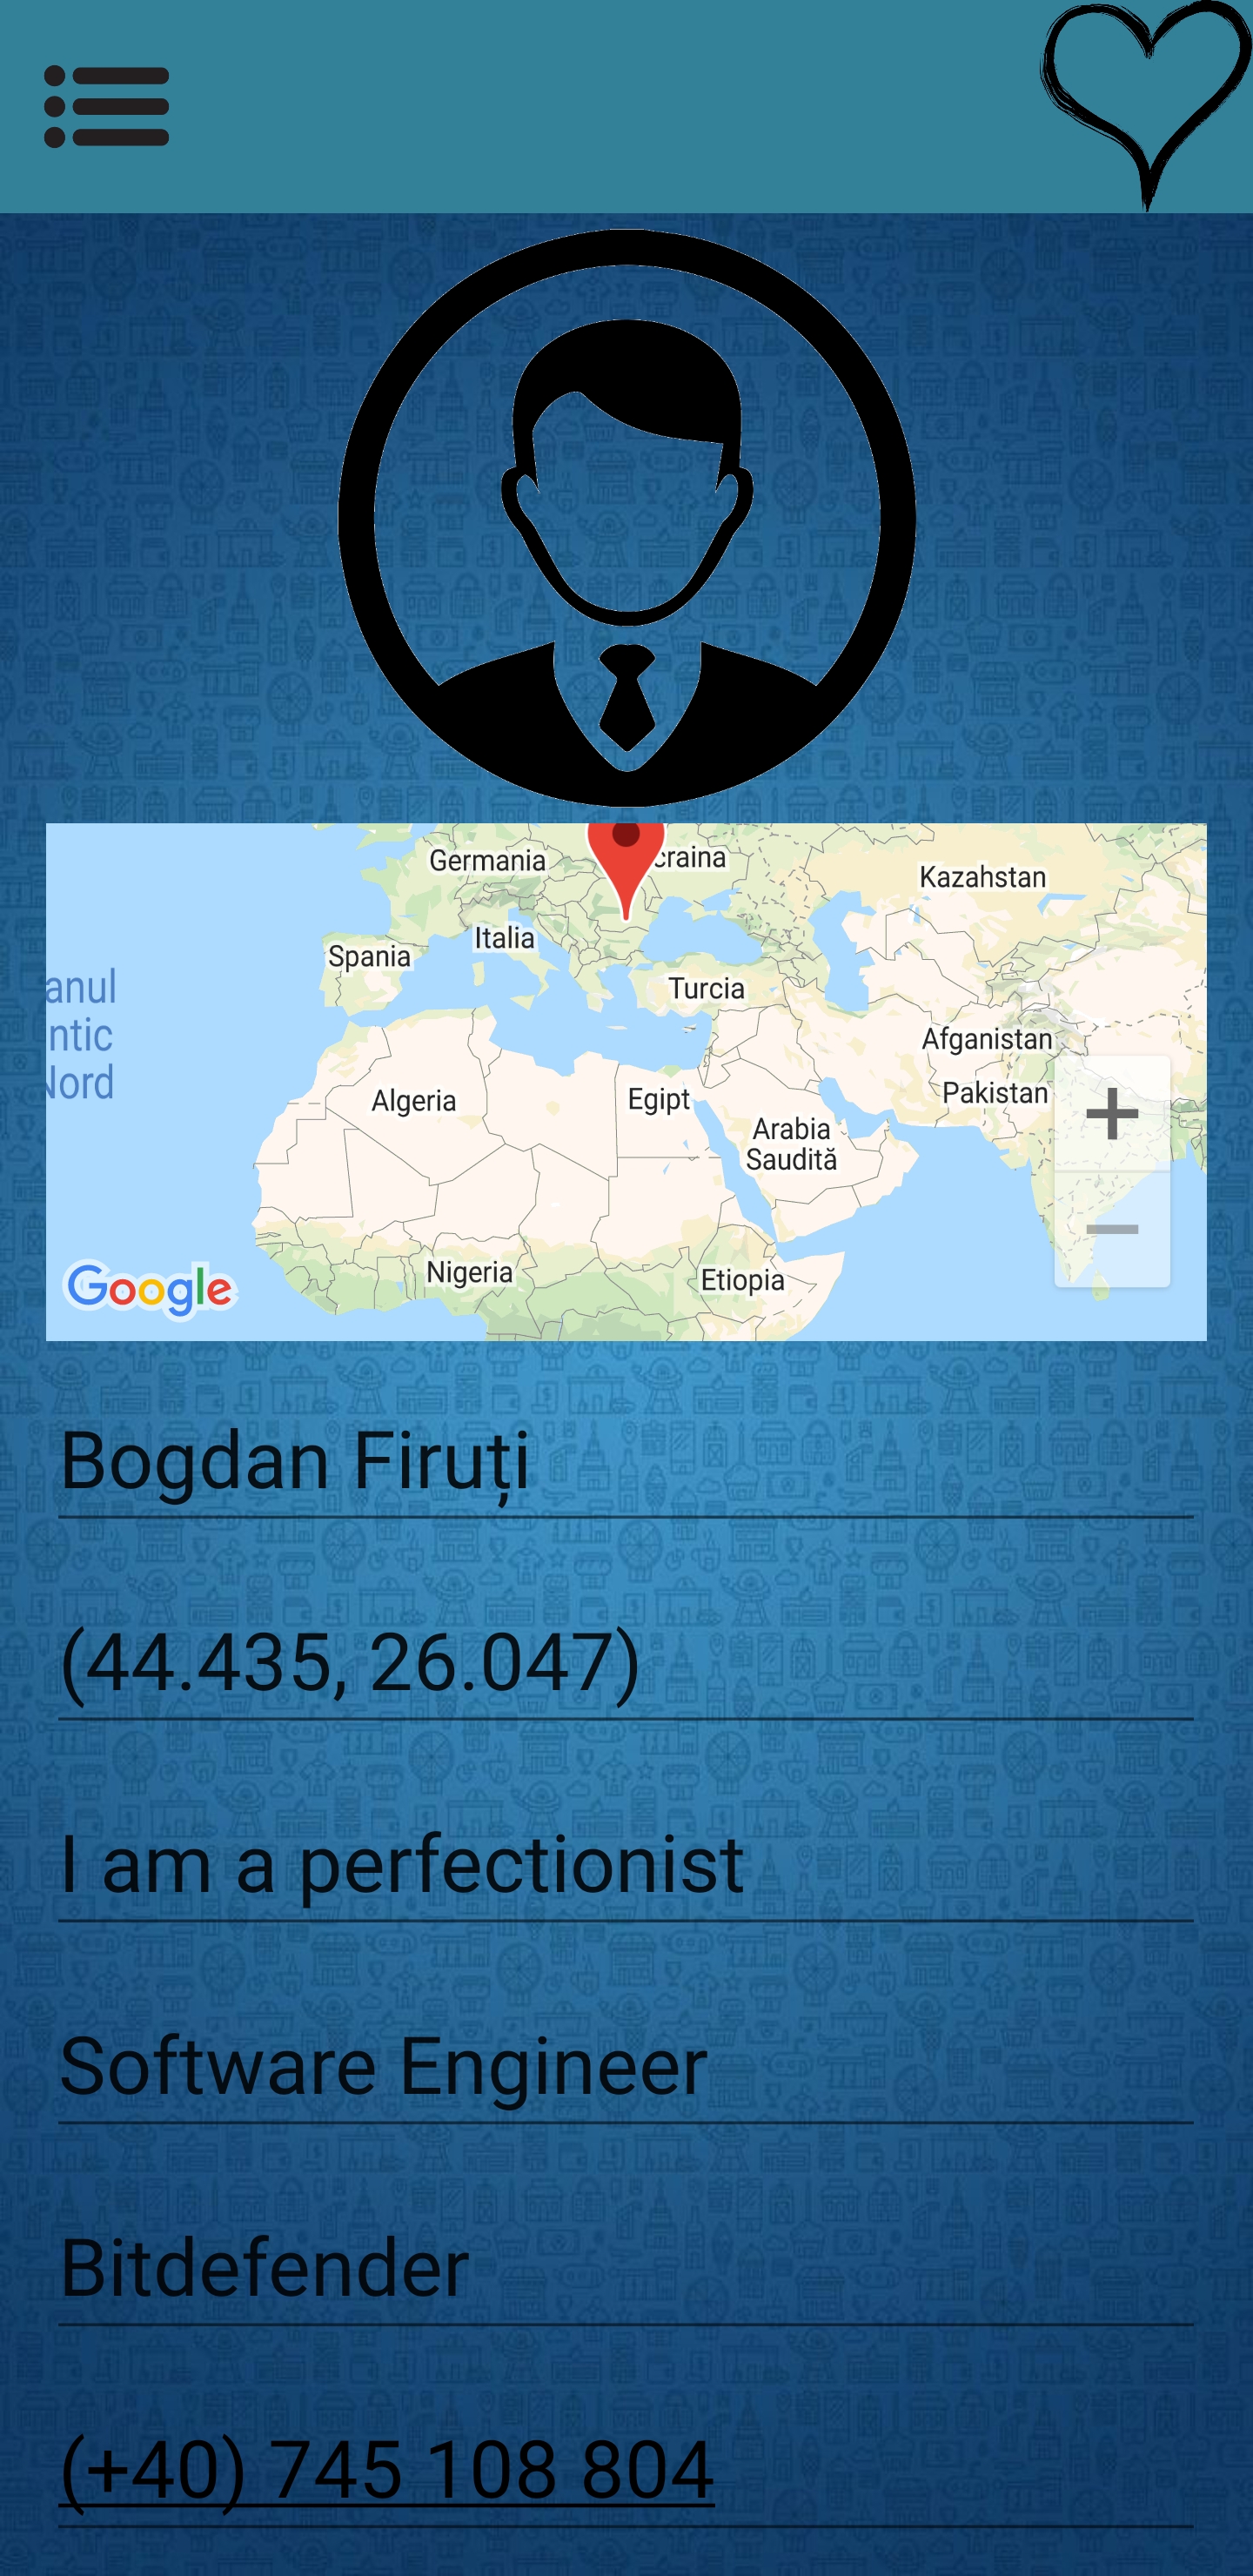 Germania
craina
Kazahstan
Spania
Italia
Turcia
anul
ntic
Nord
Afganistan
Pakistan
Algeria
Egipt
Arabia
Saudită
Nigeria
Etiopia
Google
Bogdan Firuți
(44.435, 26.047)
I am a perfectionist
Software Engineer
Bitdefender
(+40) 745 108 804